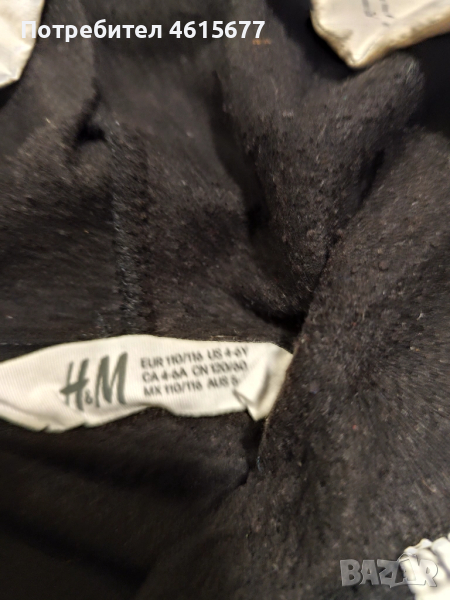 Потребител 4615677
H&M
EUR 110/116 US 4-6Y
CA 4-6A CN 120/60
MX 110/116 AUS 5
BAZAR